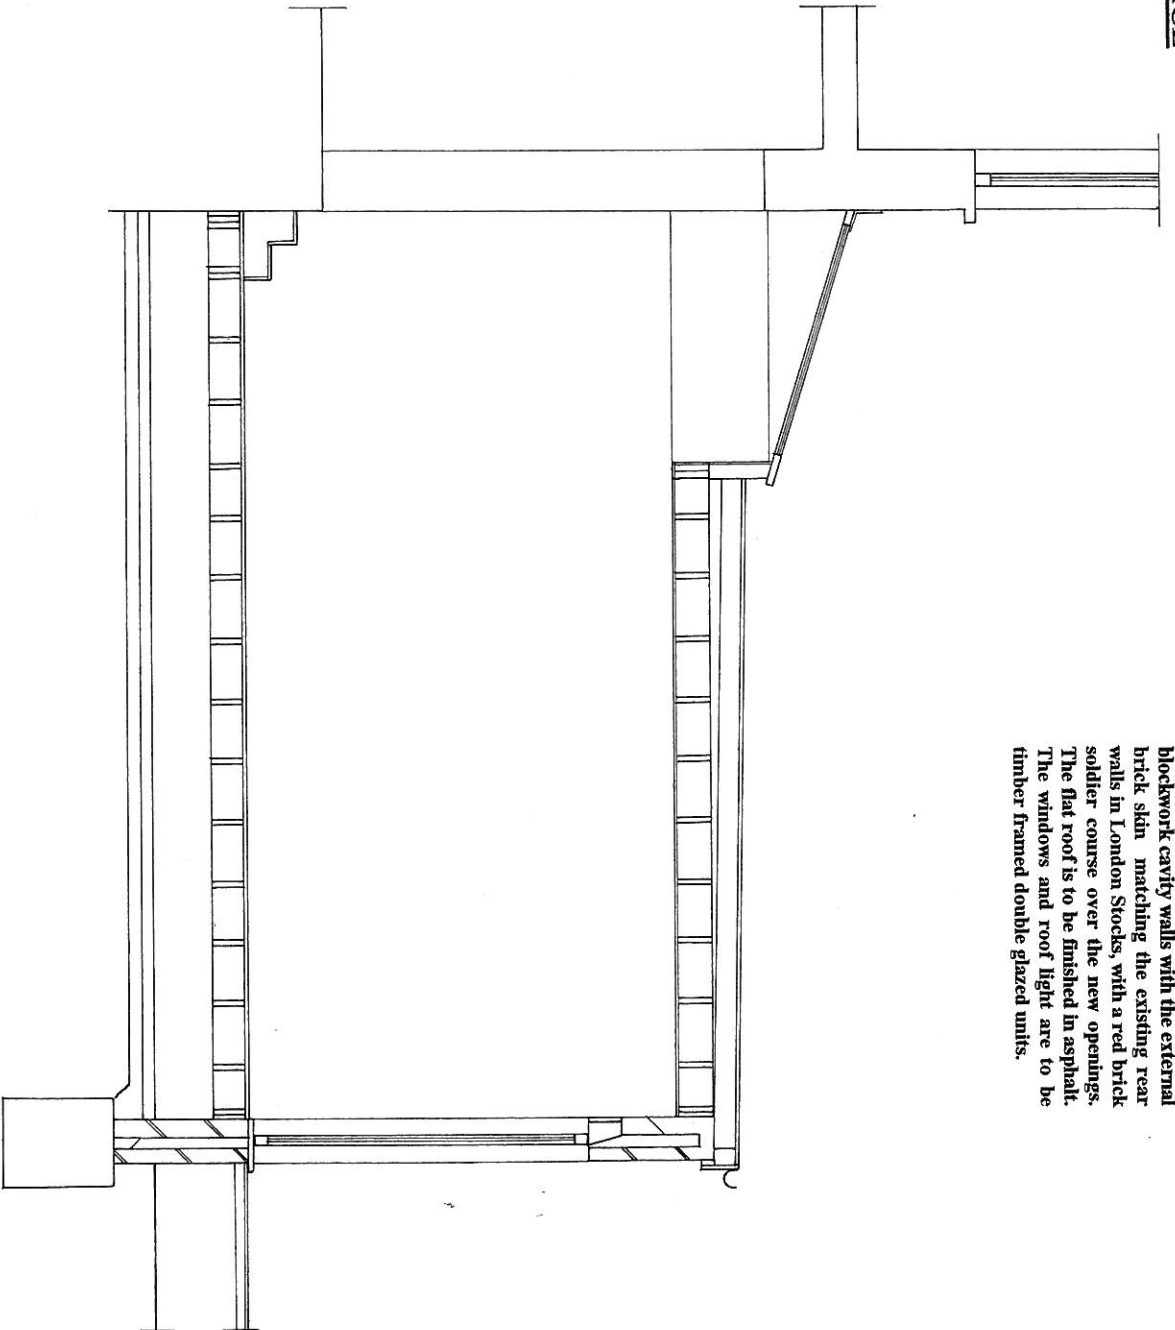 blockwork cavity walls with the external
brick skin matching the existing rear
walls in London Stocks, with a red brick
soldier course over the new openings.
The flat roof is to be finished in asphalt.
The windows and roof light are to be
timber framed double glazed units.